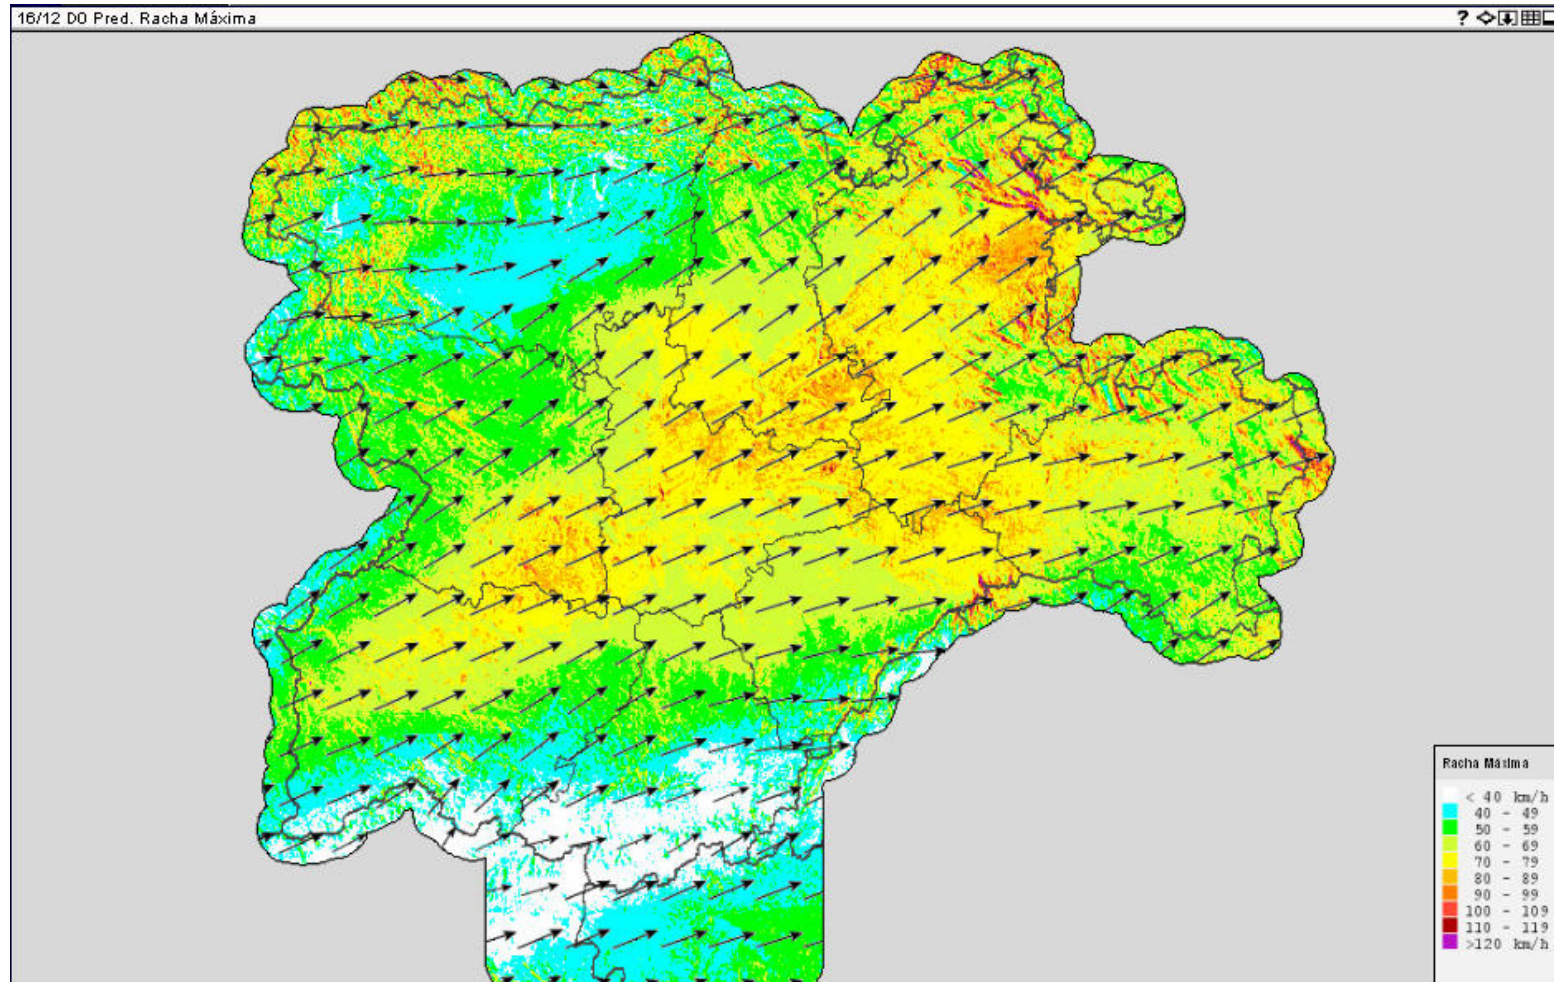 16/12 D0 Pred. Racha Máxima
?
Racha Máxima
< 40 km/h
40 - 49
50 - 59
60 - 69
70 - 79
80 - 89
90 - 99
100 - 109
110 - 119
>120 km/h